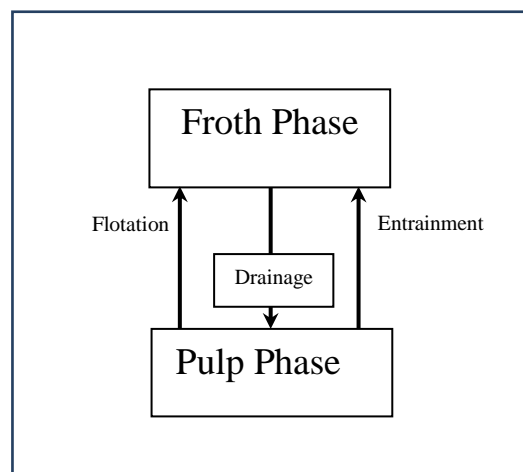 Froth Phase
Flotation
Entrainment
Drainage
Pulp Phase